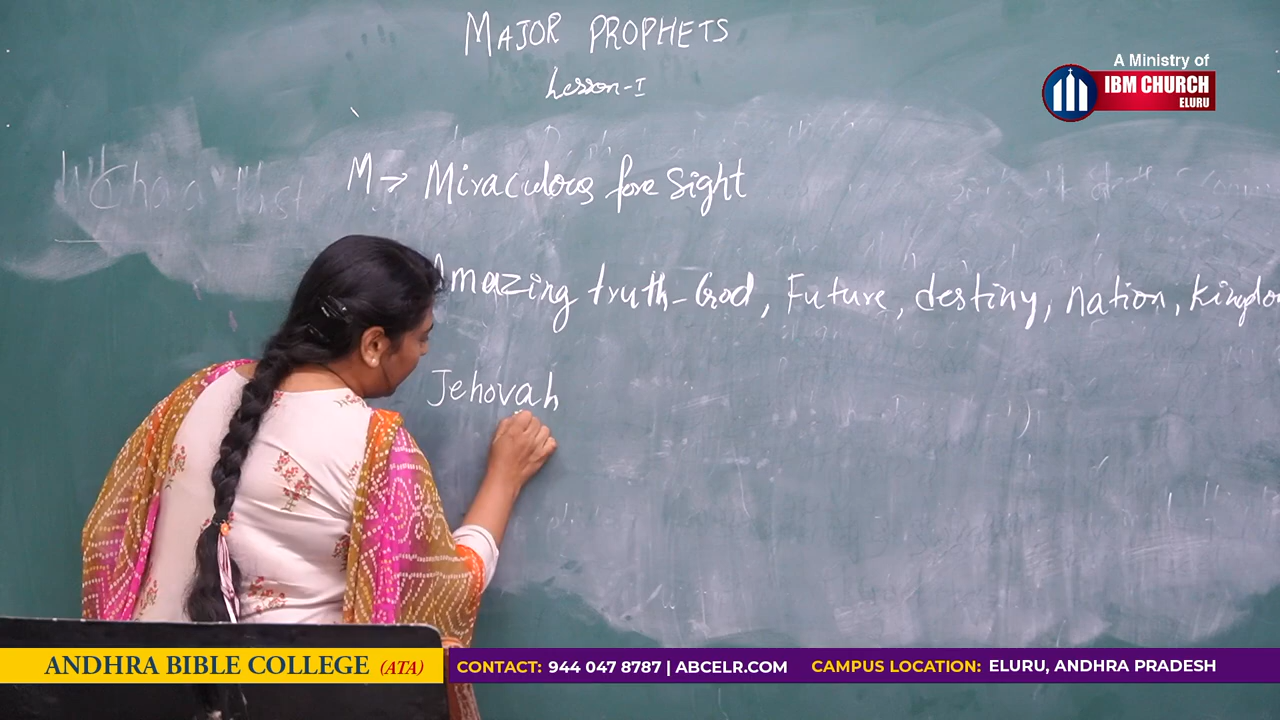 MAJOR PROPHETS
Lesson-I
A Ministry of
IBM CHURCH
ELURU
M → Miraculous fore Sight
Amazing truth - God, Future, destiny, nation, kingdo
Jehovah
ANDHRA BIBLE COLLEGE (ATA)
CONTACT: 944 047 8787 | ABCELR.COM CAMPUS LOCATION: ELURU, ANDHRA PRADESH